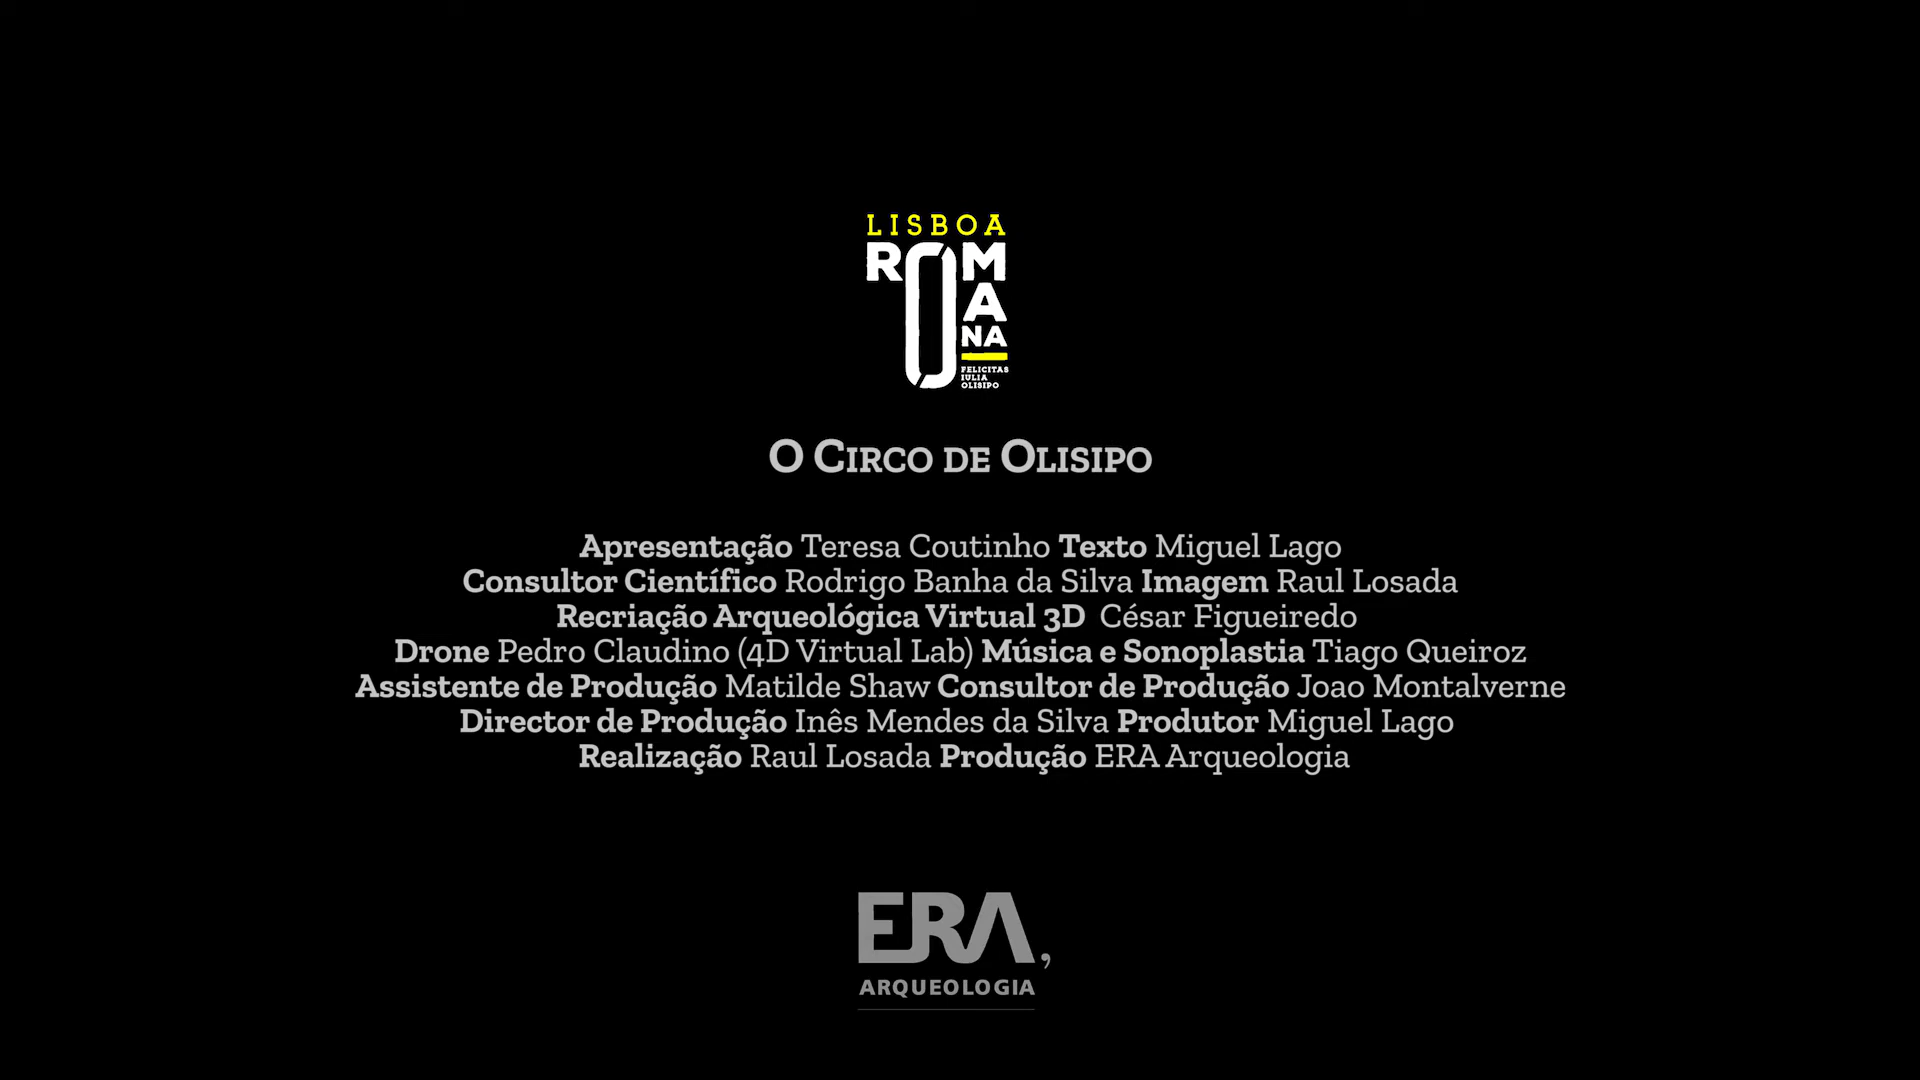 LISBOA
ROMANA
FELICITAS
IULIA
OLISIPO
O CIRCO DE OLISIPO
Apresentação Teresa Coutinho Texto Miguel Lago
Consultor Científico Rodrigo Banha da Silva Imagem Raul Losada
Recriação Arqueológica Virtual 3D César Figueiredo
Drone Pedro Claudino (4D Virtual Lab) Música e Sonoplastia Tiago Queiroz
Assistente de Produção Matilde Shaw Consultor de Produção Joao Montalverne
Director de Produção Inês Mendes da Silva Produtor Miguel Lago
Realização Raul Losada Produção ERA Arqueologia
ERA,
ARQUEOLOGIA